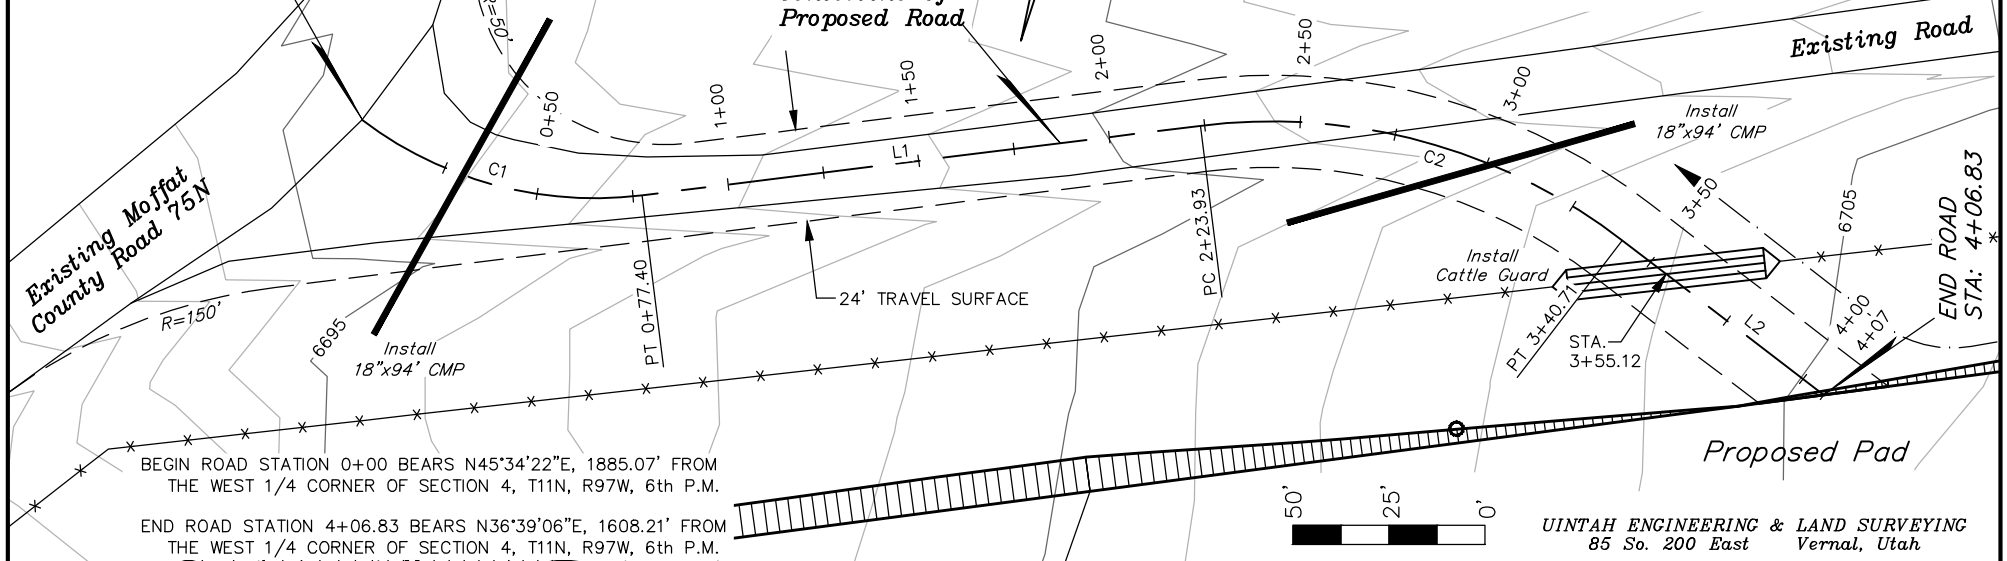 R=50'
Proposed Road
2+50
2+00
1+50
1+00
0+50
3+00
Existing Road
Install
18"x94' CMP
C1
L1
C2
3+50
6705
END ROAD
STA: 4+06.83
Existing Moffat
County Road 75N
R=150'
6695
Install
18"x94' CMP
PT 0+77.40
24' TRAVEL SURFACE
PC 2+23.93
Install
Cattle Guard
PT 3+40.71
STA.
3+55.12
L2
4+00
4+07
Proposed Pad
BEGIN ROAD STATION 0+00 BEARS N45°34'22"E, 1885.07' FROM
THE WEST 1/4 CORNER OF SECTION 4, T11N, R97W, 6th P.M.
END ROAD STATION 4+06.83 BEARS N36°39'06"E, 1608.21' FROM
THE WEST 1/4 CORNER OF SECTION 4, T11N, R97W, 6th P.M.
50'
25'
0'
UINTAH ENGINEERING & LAND SURVEYING
85 So. 200 East Vernal, Utah